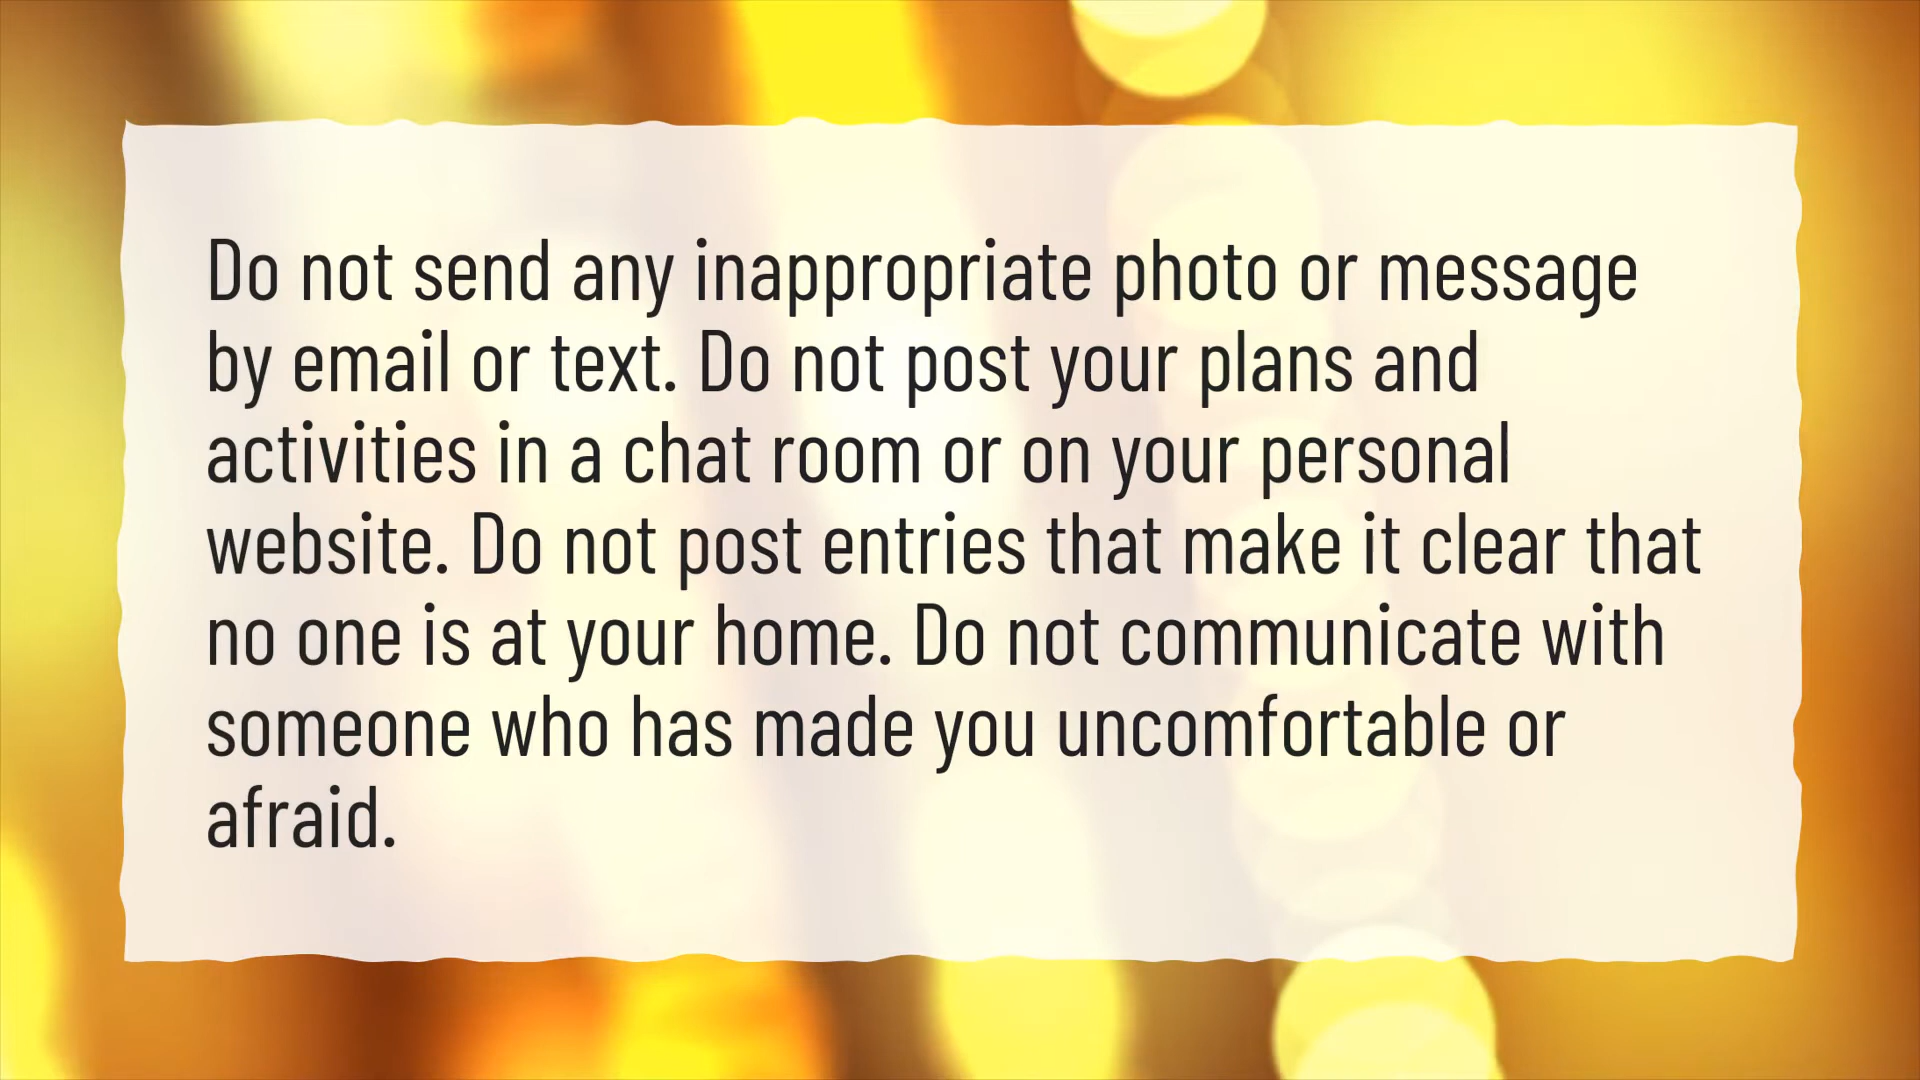 Do not send any inappropriate photo or message
by email or text. Do not post your plans and
activities in a chat room or on your personal
website. Do not post entries that make it clear that
no one is at your home. Do not communicate with
someone who has made you uncomfortable or
afraid.